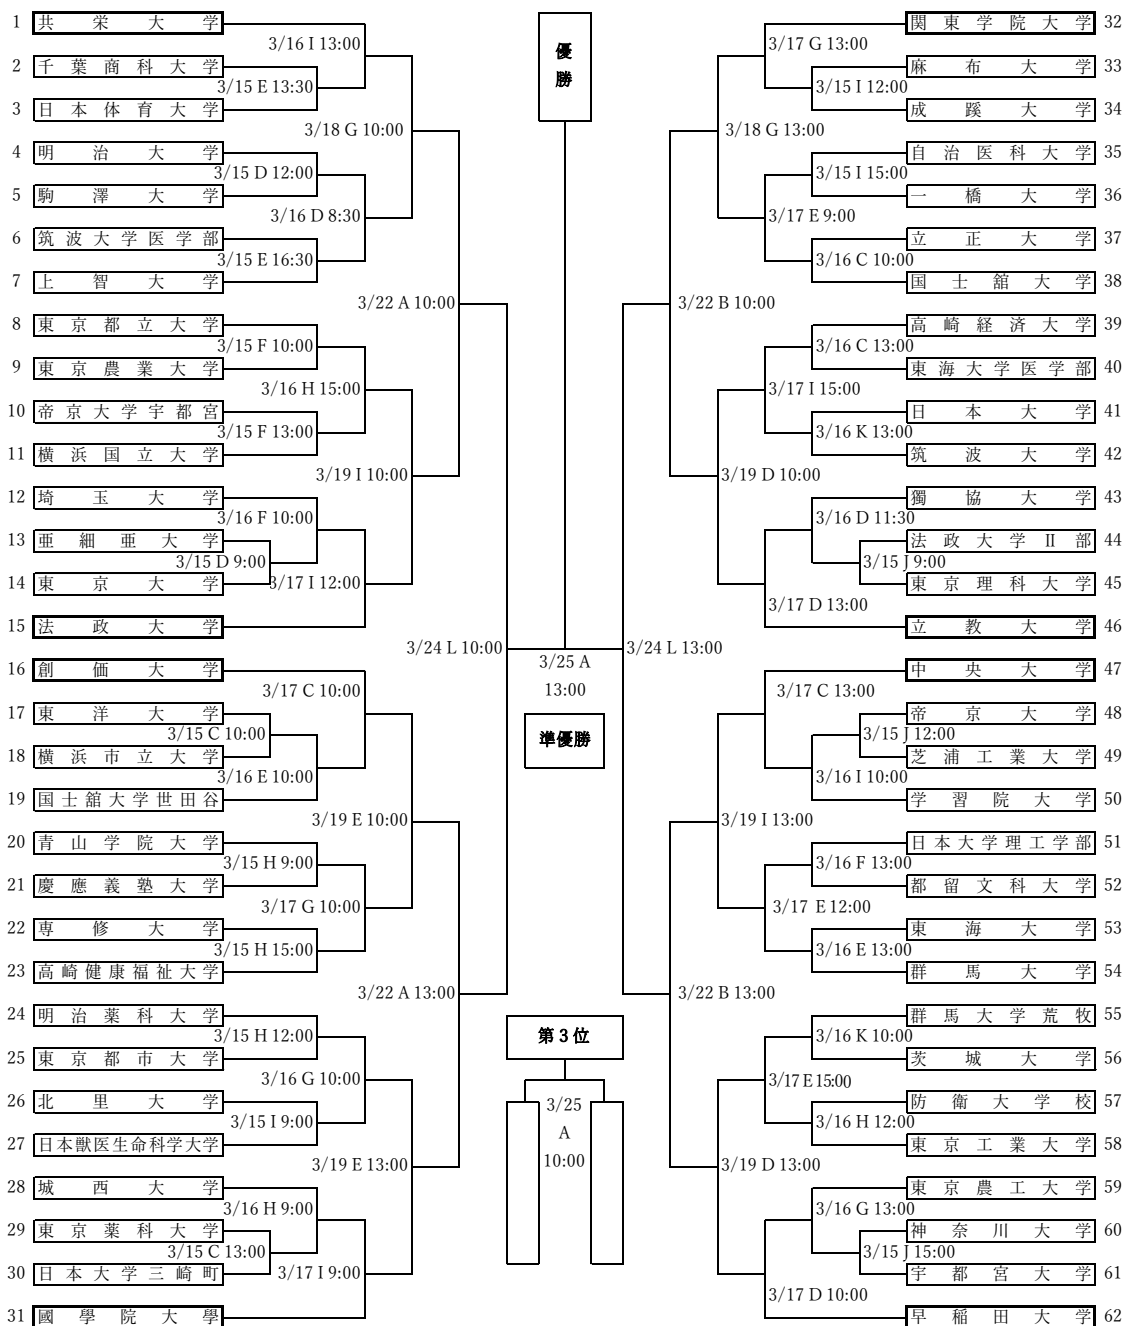 1 共栄大学
3/16 I 13:00
2 千葉商科大学
3/15 E 13:30
3 日本体育大学
3/18 G 10:00
4 明治大学
3/15 D 12:00
5 駒澤大学
3/16 D 8:30
6 筑波大学医学部
3/15 E 16:30
7 上智大学
3/22 A 10:00
8 東京都立大学
3/15 F 10:00
9 東京農業大学
3/16 H 15:00
10 帝京大学宇都宮
3/15 F 13:00
11 横浜国立大学
3/19 I 10:00
12 埼玉大学
3/16 F 10:00
13 亜細亜大学
3/15 D 9:00
14 東京大学
3/17 I 12:00
15 法政大学
3/24 L 10:00
16 創価大学
3/17 C 10:00
17 東洋大学
3/15 C 10:00
18 横浜市立大学
3/16 E 10:00
19 国士舘大学世田谷
3/19 E 10:00
20 青山学院大学
3/15 H 9:00
21 慶應義塾大学
3/17 G 10:00
22 専修大学
3/15 H 15:00
23 高崎健康福祉大学
3/22 A 13:00
24 明治薬科大学
3/15 H 12:00
25 東京都市大学
3/16 G 10:00
26 北里大学
3/15 I 9:00
27 日本獣医生命科学大学
3/19 E 13:00
28 城西大学
3/16 H 9:00
29 東京薬科大学
3/15 C 13:00
30 日本大学三崎町
3/17 I 9:00
31 國學院大學
優
勝
3/25 A
13:00
準優勝
第3位
3/25
A
10:00
関東学院大学 32
3/17 G 13:00
麻布大学 33
3/15 I 12:00
成蹊大学 34
3/18 G 13:00
自治医科大学 35
3/15 I 15:00
一橋大学 36
3/17 E 9:00
立正大学 37
3/16 C 10:00
国士舘大学 38
3/22 B 10:00
高崎経済大学 39
3/16 C 13:00
東海大学医学部 40
3/17 I 15:00
日本大学 41
3/16 K 13:00
筑波大学 42
3/19 D 10:00
獨協大学 43
3/16 D 11:30
法政大学Ⅱ部 44
3/15 J 9:00
東京理科大学 45
3/17 D 13:00
立教大学 46
3/24 L 13:00
中央大学 47
3/17 C 13:00
帝京大学 48
3/15 J 12:00
芝浦工業大学 49
3/16 I 10:00
学習院大学 50
3/19 I 13:00
日本大学理工学部 51
3/16 F 13:00
都留文科大学 52
3/17 E 12:00
東海大学 53
3/16 E 13:00
群馬大学 54
3/22 B 13:00
群馬大学荒牧 55
3/16 K 10:00
茨城大学 56
3/17 E 15:00
防衛大学校 57
3/16 H 12:00
東京工業大学 58
3/19 D 13:00
東京農工大学 59
3/16 G 13:00
神奈川大学 60
3/15 J 15:00
宇都宮大学 61
3/17 D 10:00
早稲田大学 62